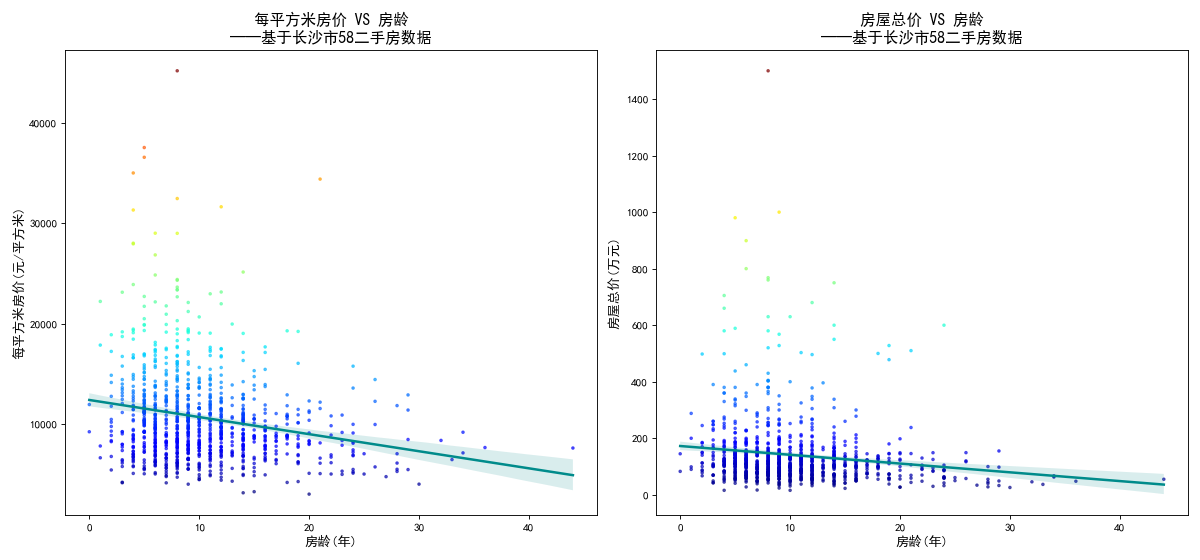 每平方米房价 VS 房龄
——基于长沙市58二手房数据
每平方米房价(元/平方米)
40000
30000
20000
10000
0
10
20
30
40
房龄(年)
房屋总价 VS 房龄
——基于长沙市58二手房数据
房屋总价(万元)
1400
1200
1000
800
600
400
200
0
0
10
20
30
40
房龄(年)